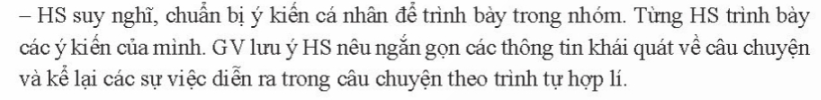 – HS suy nghĩ, chuẩn bị ý kiến cá nhân để trình bày trong nhóm. Từng HS trình bày
các ý kiến của mình. GV lưu ý HS nêu ngắn gọn các thông tin khái quát về câu chuyện
và kể lại các sự việc diễn ra trong câu chuyện theo trình tự hợp lí.